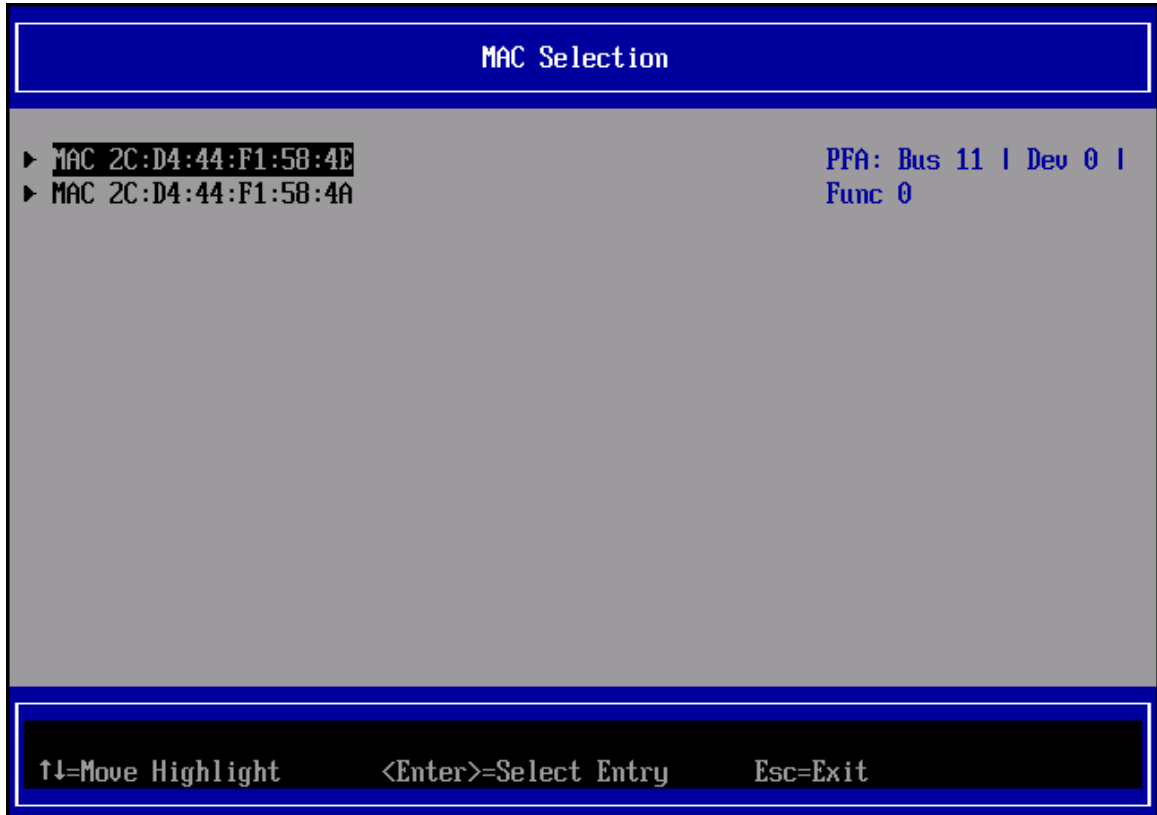 MAC Selection
▶ MAC 2C:D4:44:F1:58:4E
▶ MAC 2C:D4:44:F1:58:4A
PFA: Bus 11 | Dev 0 |
Func 0
↑↓=Move Highlight <Enter>=Select Entry Esc=Exit